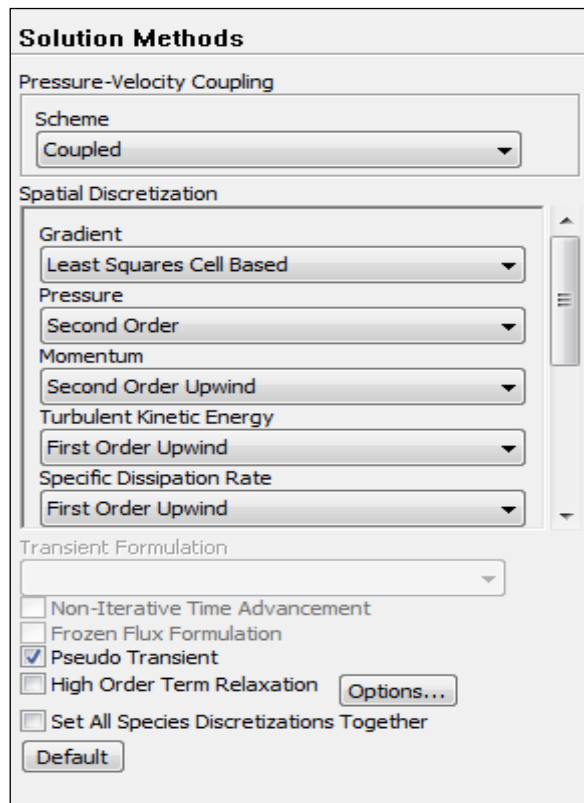 Solution Methods
Pressure-Velocity Coupling
Scheme
Coupled
Spatial Discretization
Gradient
Least Squares Cell Based
Pressure
Second Order
Momentum
Second Order Upwind
Turbulent Kinetic Energy
First Order Upwind
Specific Dissipation Rate
First Order Upwind
Transient Formulation
Non-Iterative Time Advancement
Frozen Flux Formulation
Pseudo Transient
High Order Term Relaxation Options...
Set All Species Discretizations Together
Default